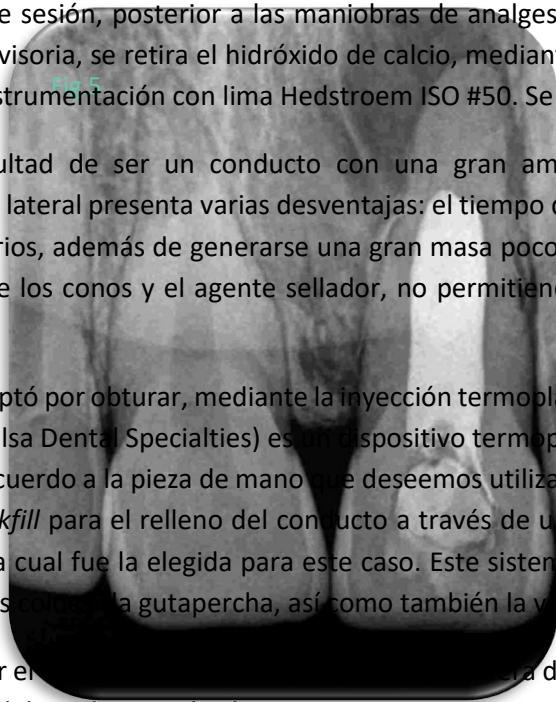 e sesión, posterior a las maniobras de analges
visoria, se retira el hidróxido de calcio, mediant
Fig 5
strumentación con lima Hedstroem ISO #50. Se
ultad de ser un conducto con una gran am
lateral presenta varias desventajas: el tiempo
rios, además de generarse una gran masa poco
e los conos y el agente sellador, no permitien
ptó por obturar, mediante la inyección termopla
lsa Dental Specialties) es un dispositivo termop
cuerdo a la pieza de mano que deseemos utiliza
kfill para el relleno del conducto a través de u
a cual fue la elegida para este caso. Este sistem
la gutapercha, así como también la v
r el